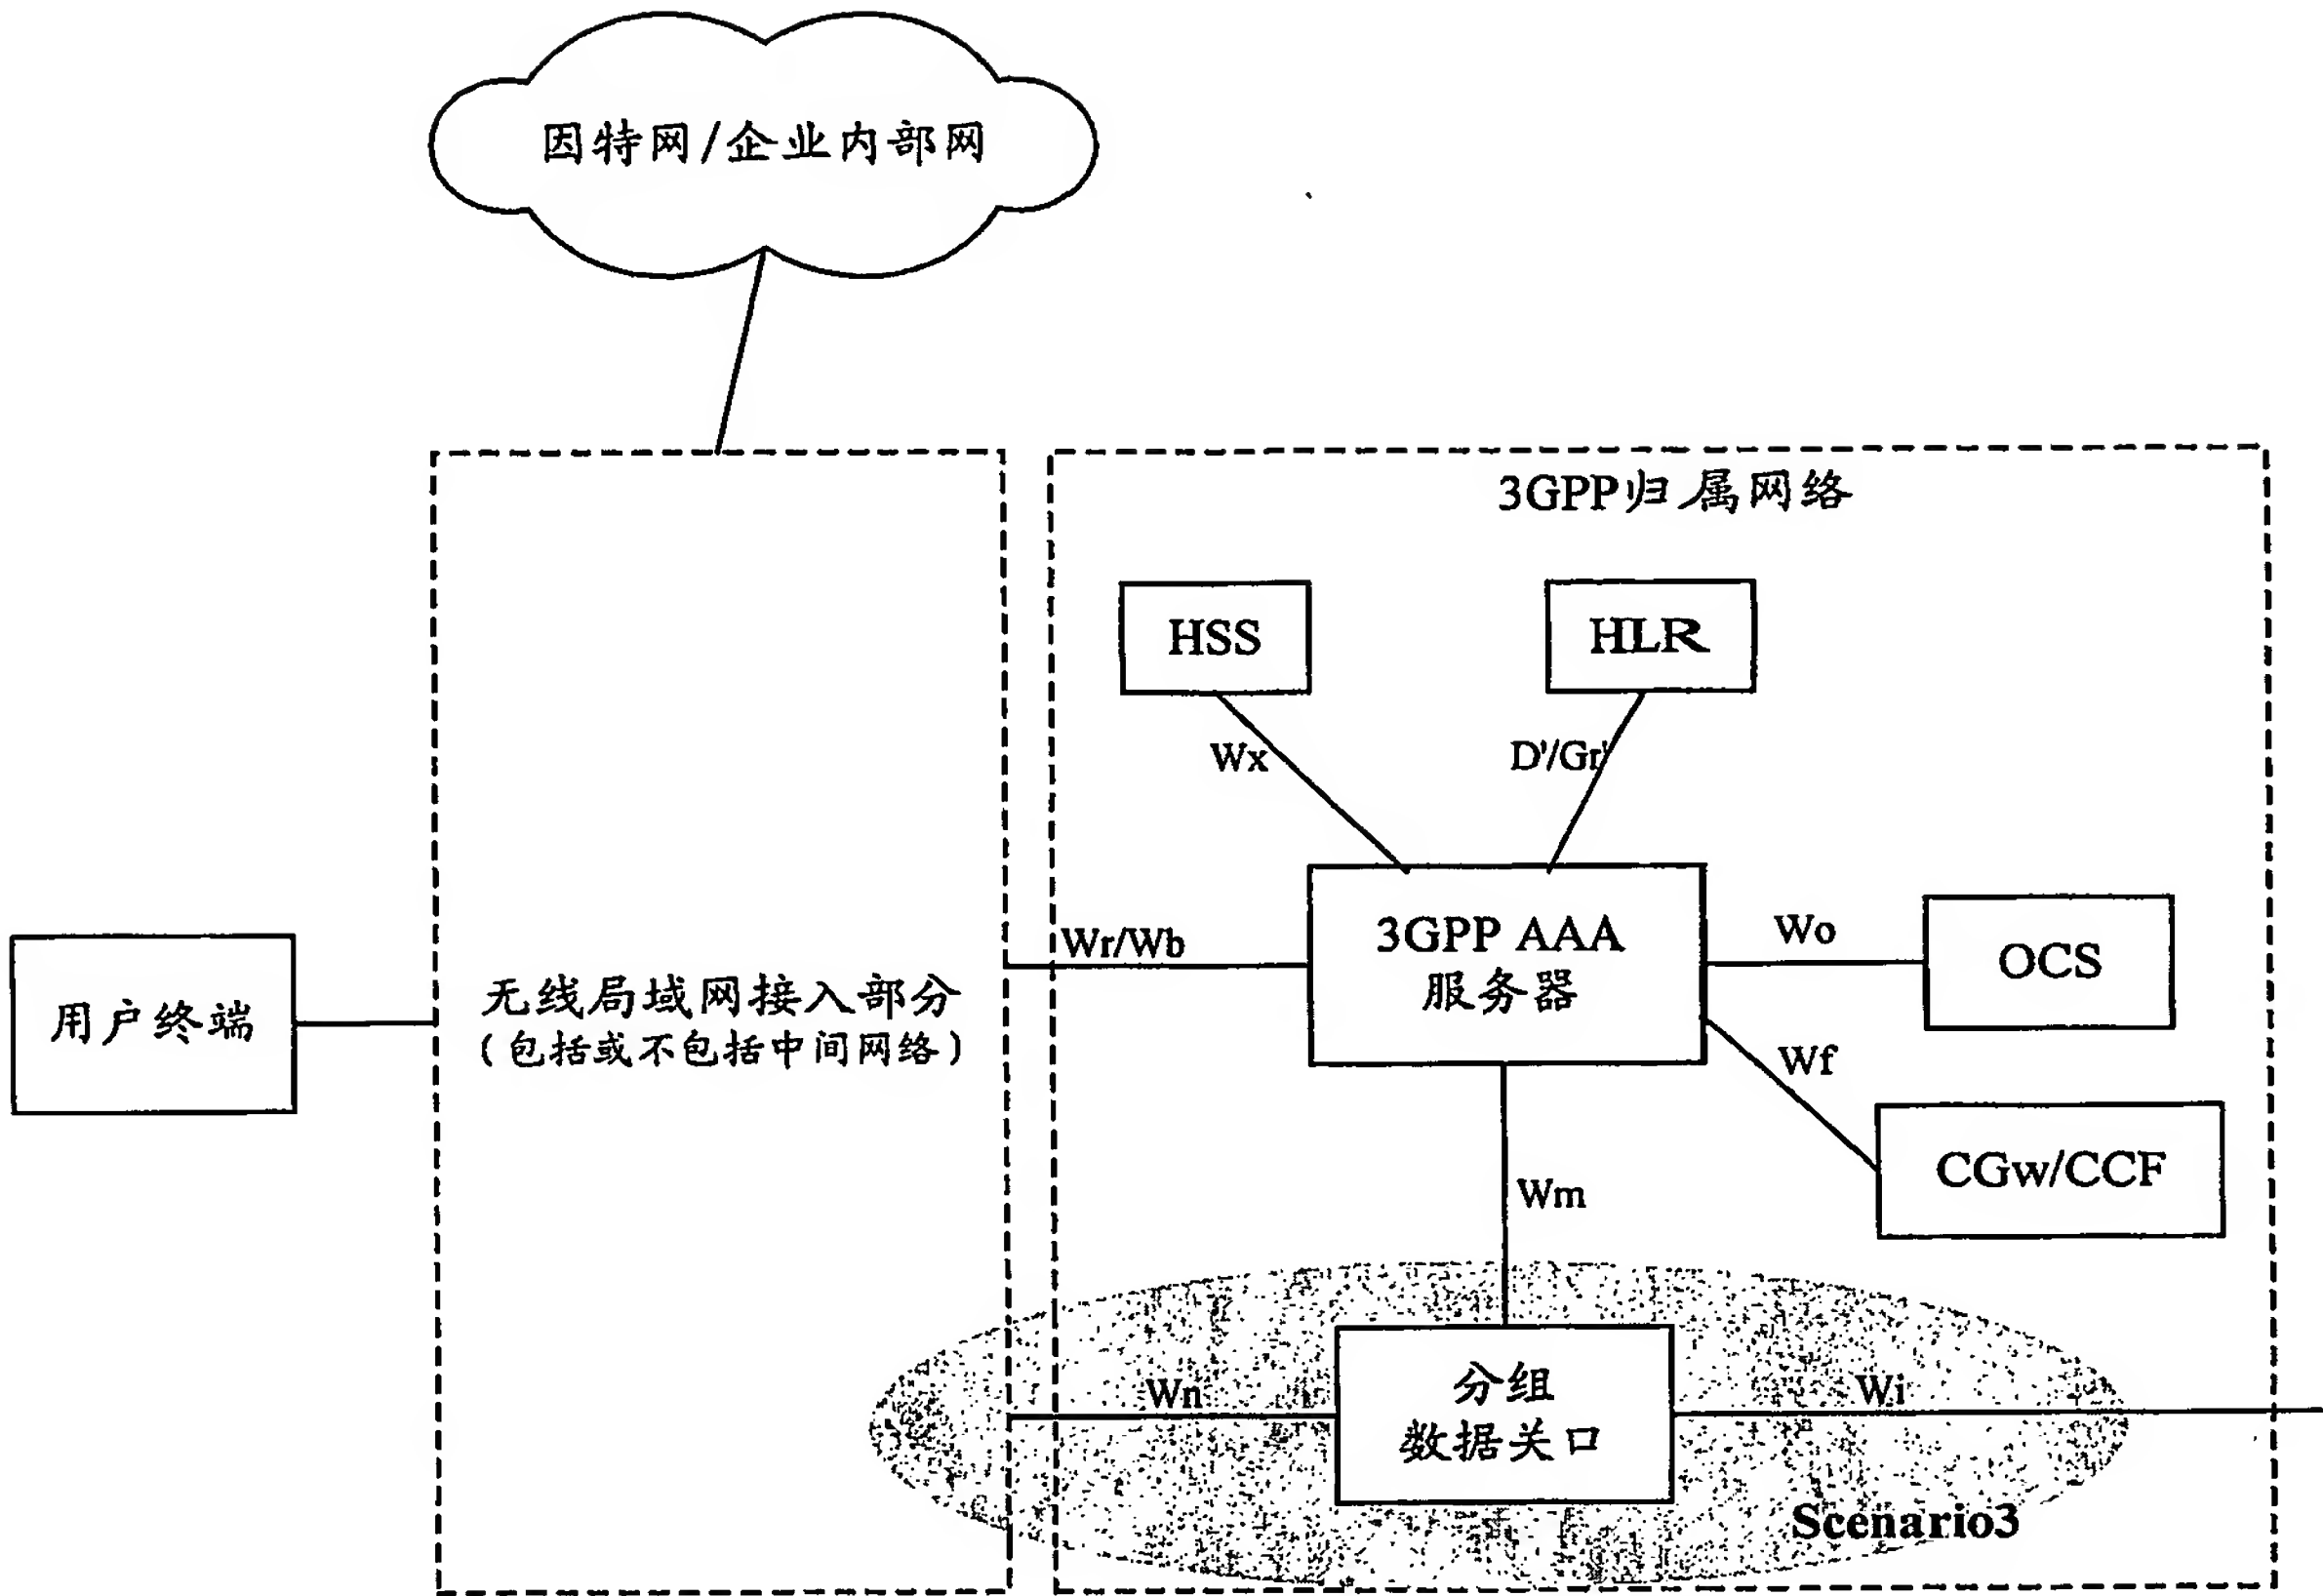 因特网/企业内部网
3GPP归属网络
HSS
HLR
Wx
D'/Gr'
Wr/Wb
3GPP AAA
服务器
Wo
OCS
用户终端
无线局域网接入部分
(包括或不包括中间网络)
Wf
CGw/CCF
Wm
Wn
分组
数据关口
Wi
Scenario3